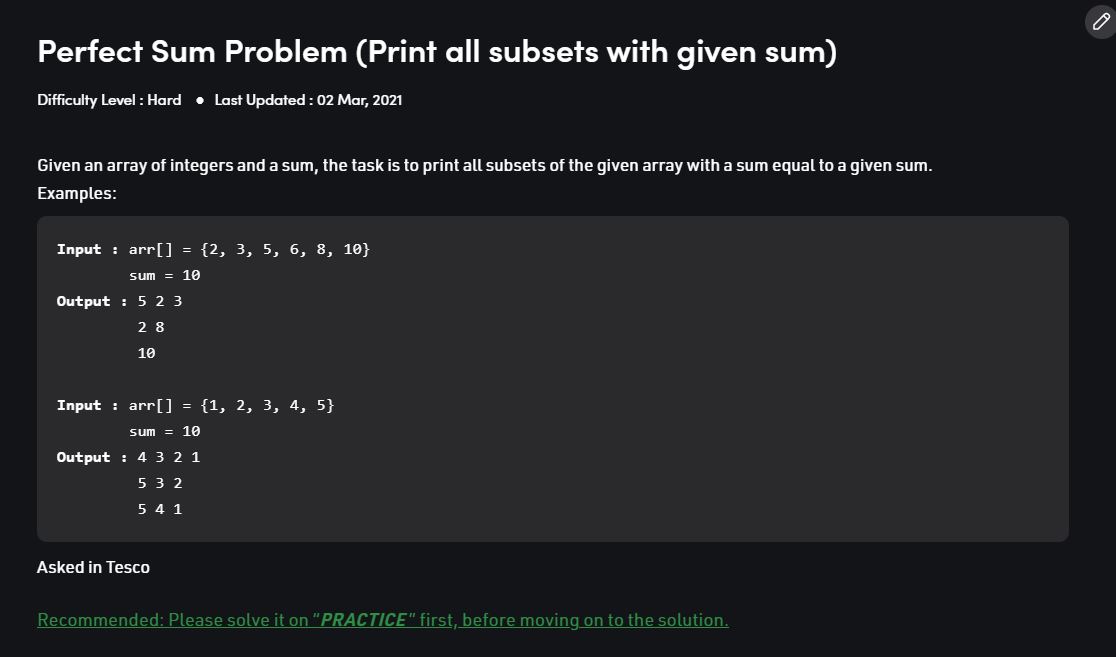 Perfect Sum Problem (Print all subsets with given sum)
Difficulty Level : Hard ● Last Updated : 02 Mar, 2021
Given an array of integers and a sum, the task is to print all subsets of the given array with a sum equal to a given sum.
Examples:
Input : arr[] = {2, 3, 5, 6, 8, 10}
sum = 10
Output : 5 2 3
2 8
10
Input : arr[] = {1, 2, 3, 4, 5}
sum = 10
Output : 4 3 2 1
5 3 2
5 4 1
Asked in Tesco
Recommended: Please solve it on “PRACTICE“ first, before moving on to the solution.